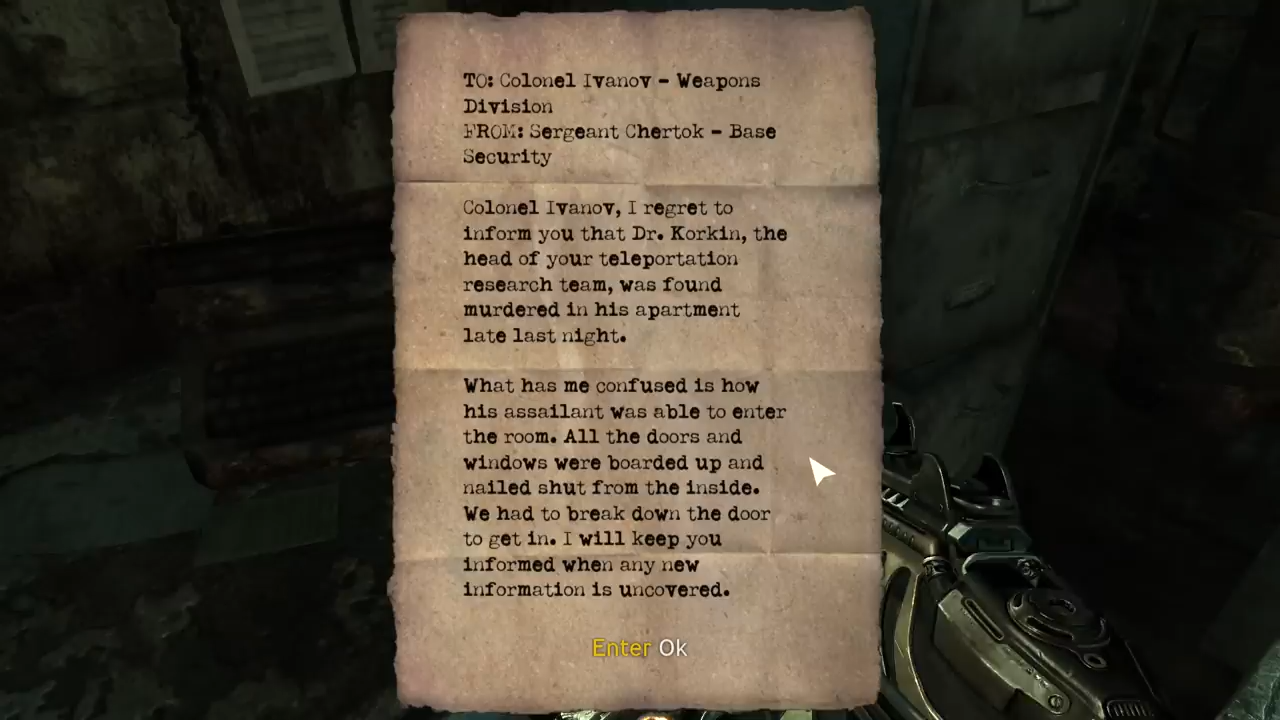 TO: Colonel Ivanov - Weapons
Division
FROM: Sergeant Chertok - Base
Security
Colonel Ivanov, I regret to
inform you that Dr. Korkin, the
head of your teleportation
research team, was found
murdered in his apartment
late last night.
What has me confused is how
his assailant was able to enter
the room. All the doors and
windows were boarded up and
nailed shut from the inside.
We had to break down the door
to get in. I will keep you
informed when any new
information is uncovered.
Enter Ok